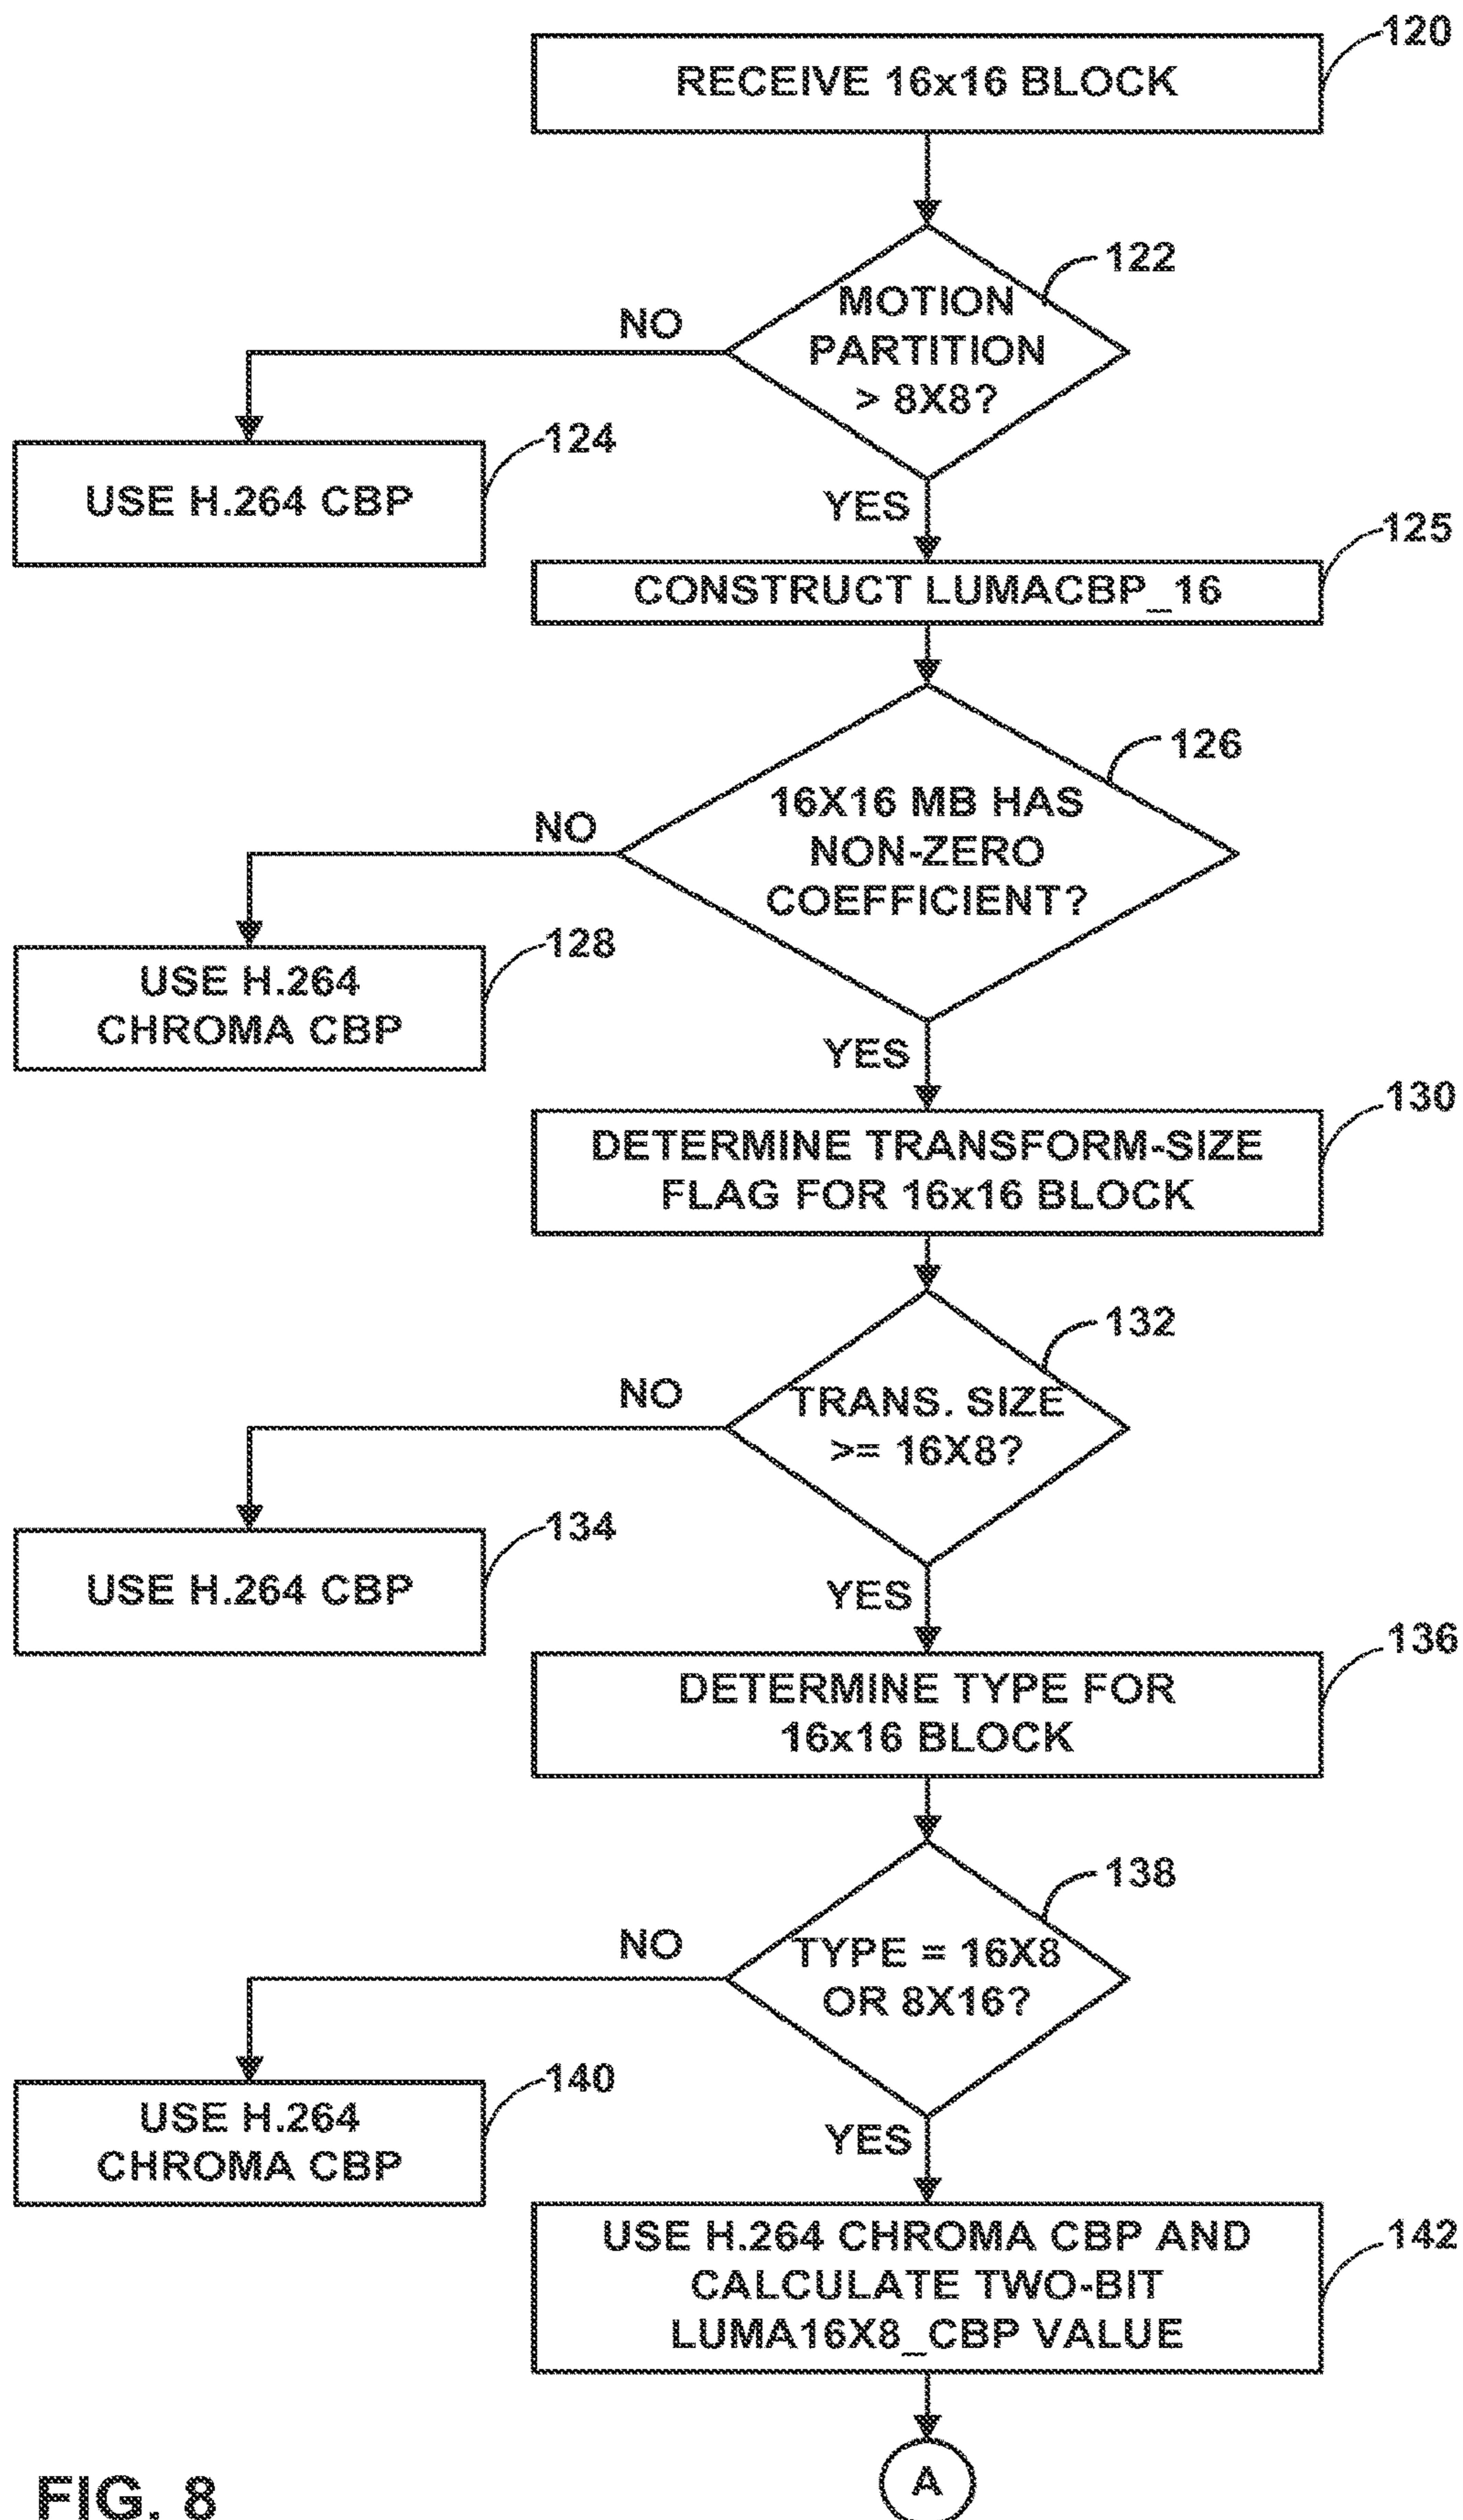 120
RECEIVE 16x16 BLOCK
122
MOTION
PARTITION
> 8X8?
NO
124
USE H.264 CBP
YES
125
CONSTRUCT LUMACBP_16
126
16X16 MB HAS
NON-ZERO
COEFFICIENT?
NO
128
USE H.264
CHROMA CBP
YES
130
DETERMINE TRANSFORM-SIZE
FLAG FOR 16x16 BLOCK
132
TRANS. SIZE
>= 16X8?
NO
134
USE H.264 CBP
YES
136
DETERMINE TYPE FOR
16x16 BLOCK
138
TYPE = 16X8
OR 8X16?
NO
140
USE H.264
CHROMA CBP
YES
142
USE H.264 CHROMA CBP AND
CALCULATE TWO-BIT
LUMA16X8_CBP VALUE
A
FIG. 8